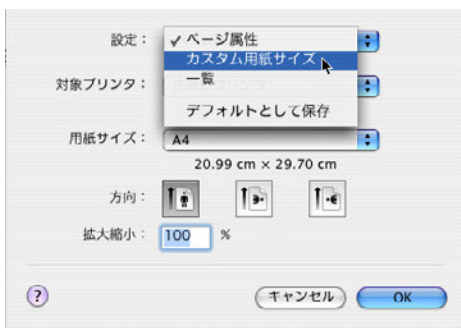 設定：
✓ページ属性
カスタム用紙サイズ
一覧
デフォルトとして保存
対象プリンタ：
用紙サイズ： A4
20.99 cm × 29.70 cm
方向：
拡大縮小： 100 %
?
キャンセル OK